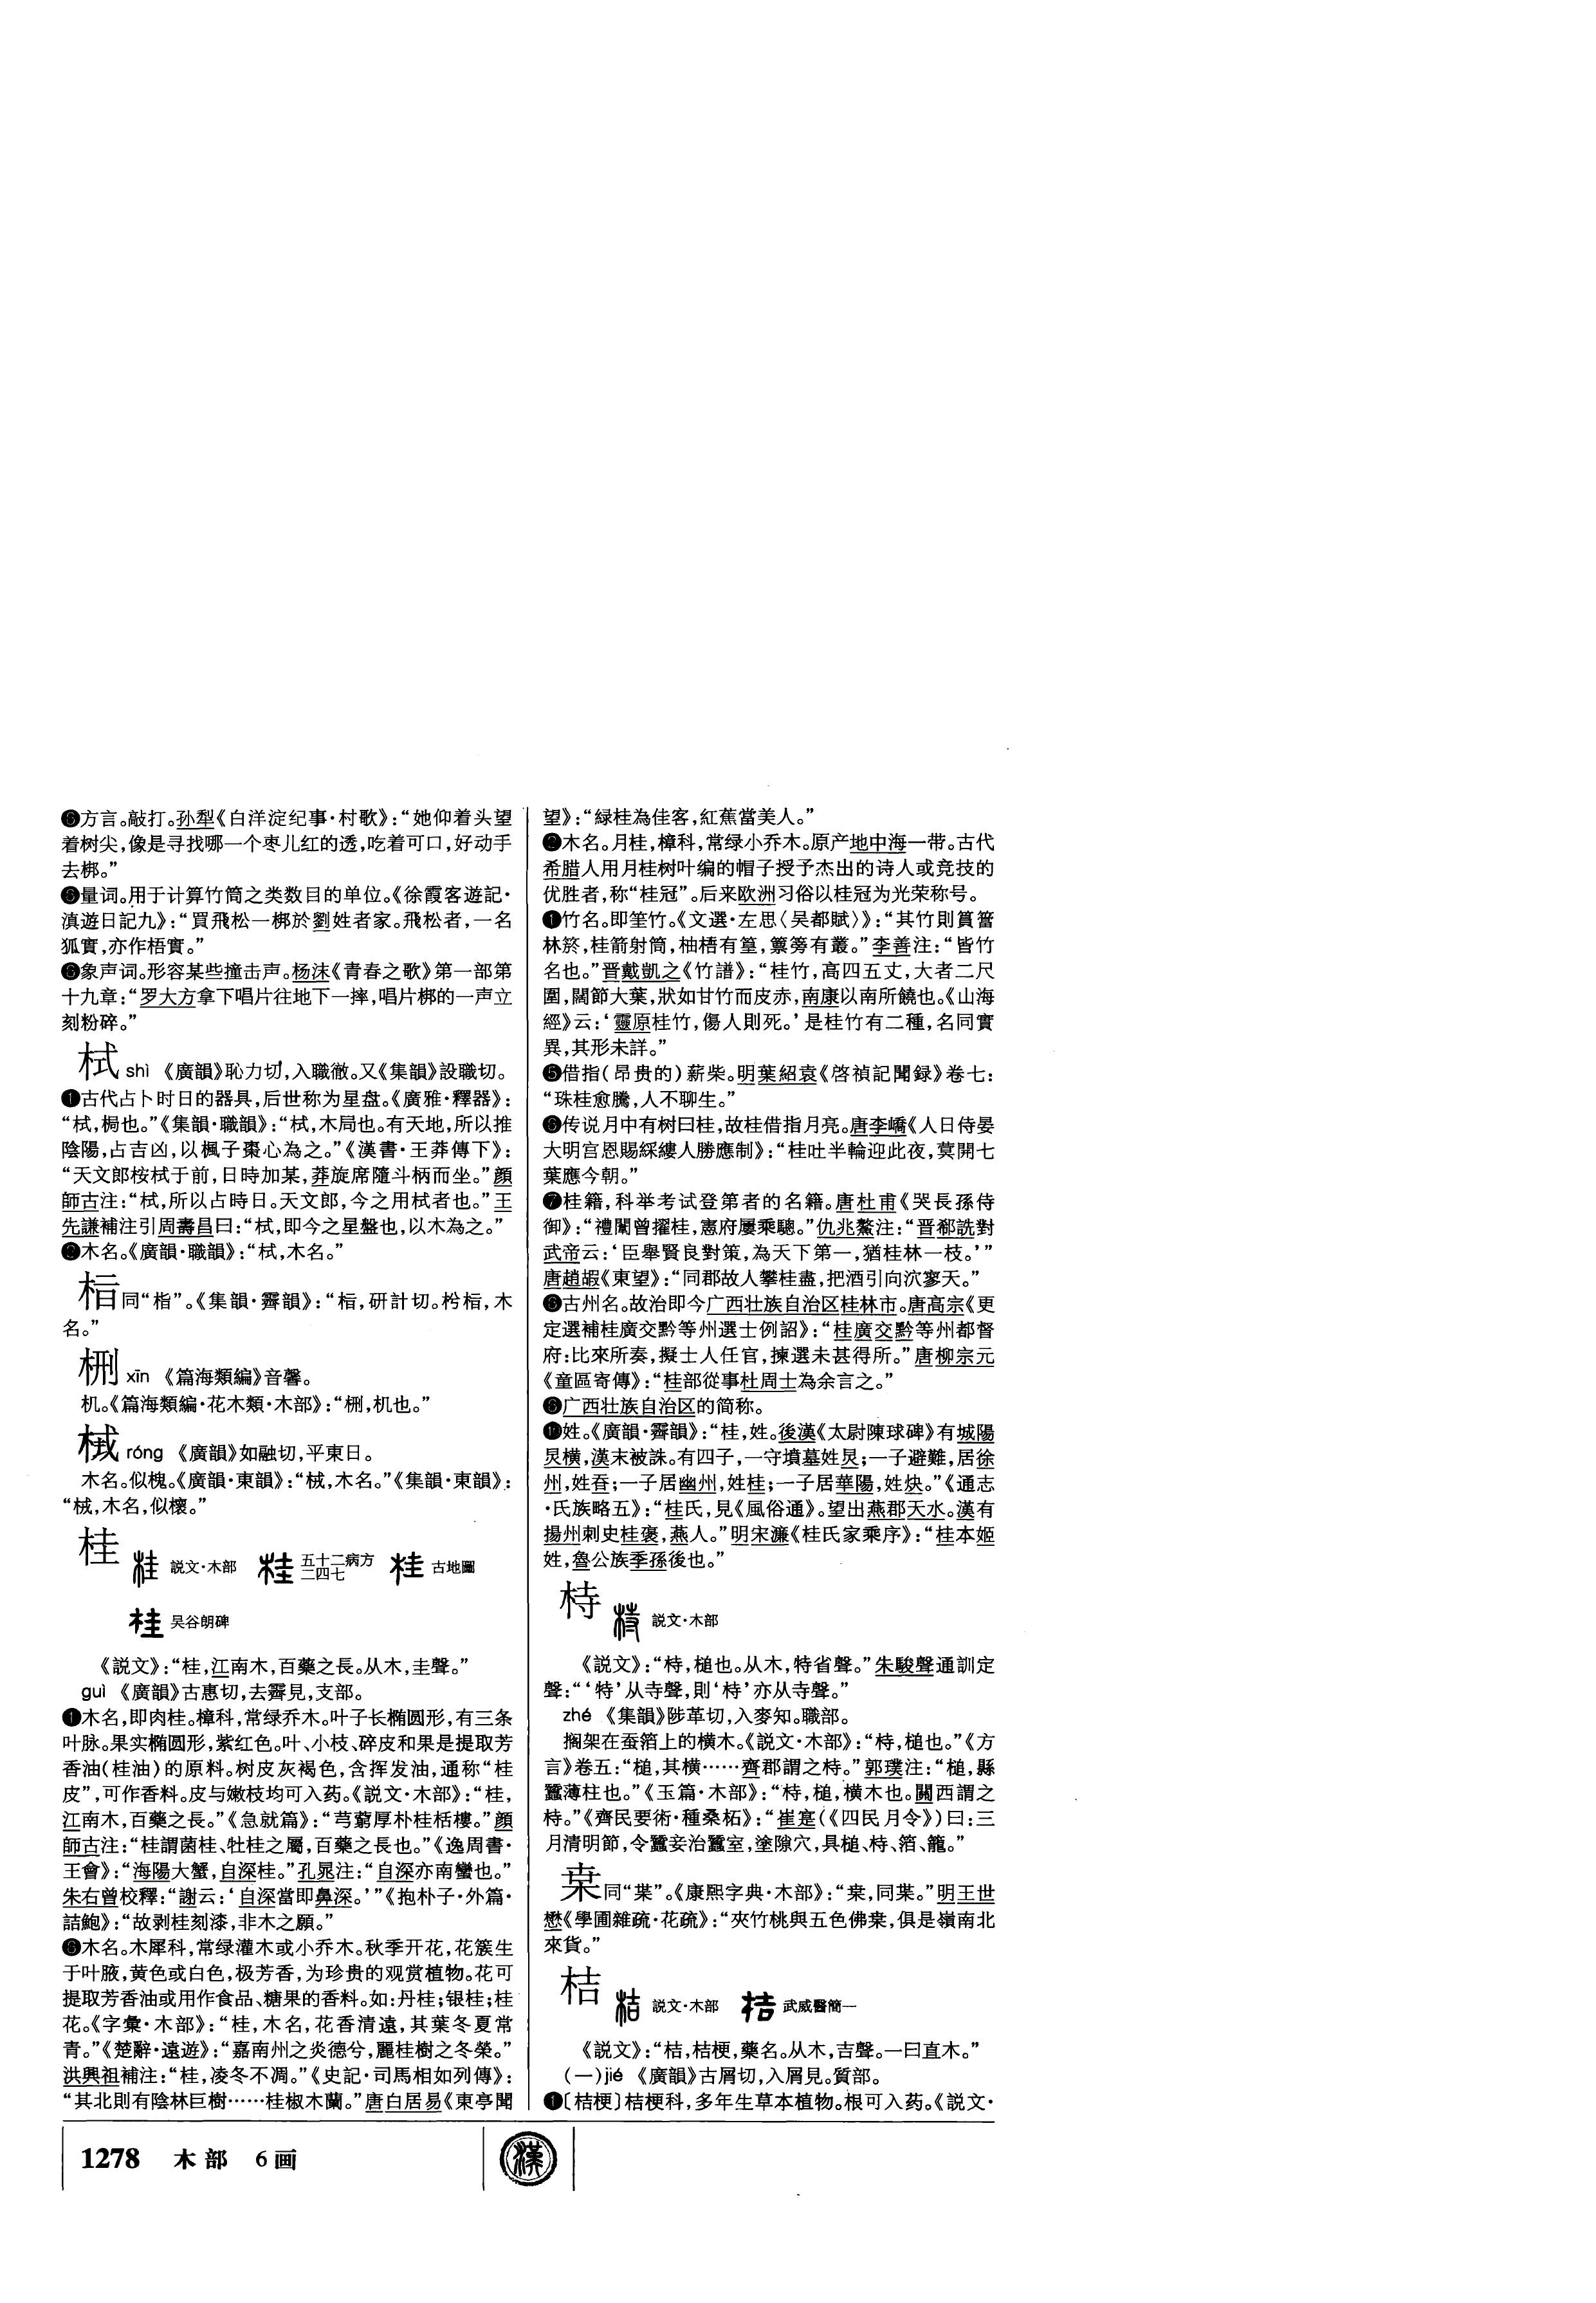 ❻方言。敲打。孙犁《白洋淀纪事·村歌》：“她仰着头望
着树尖，像是寻找哪一个枣儿红的透，吃着可口，好动手
去梆。”
❻量词。用于计算竹筒之类数目的单位。《徐霞客遊記·
滇遊日記九》：“買飛松一梆於劉姓者家。飛松者，一名
狐實，亦作梧實。”
❻象声词。形容某些撞击声。杨沫《青春之歌》第一部第
十九章：“罗大方拿下唱片往地下一摔，唱片梆的一声立
刻粉碎。”
栻 shì 《廣韻》恥力切，入職徹。又《集韻》設職切。
❶古代占卜时日的器具，后世称为星盘。《廣雅·釋器》：
“栻，梮也。”《集韻·職韻》：“栻，木局也。有天地，所以推
陰陽，占吉凶，以楓子棗心為之。”《漢書·王莽傳下》：
“天文郎桉栻于前，日時加某，莽旋席隨斗柄而坐。”顔
師古注：“栻，所以占時日。天文郎，今之用栻者也。”王
先謙補注引周壽昌曰：“栻，即今之星盤也，以木為之。”
❷木名。《廣韻·職韻》：“栻，木名。”
同“栺”。《集韻·霽韻》：“，研計切。枍，木
名。”
xīn 《篇海類編》音馨。
机。《篇海類編·花木類·木部》：“，机也。”
栻 róng 《廣韻》如融切，平東日。
木名。似槐。《廣韻·東韻》：“，木名。”《集韻·東韻》：
“，木名，似櫰。”
桂 桂 説文·木部 桂 五十二病方二四七 桂 古地圖
桂 吴谷朗碑
《説文》：“桂，江南木，百藥之長。从木，圭聲。”
guì 《廣韻》古惠切，去霽見，支部。
❶木名，即肉桂。樟科，常绿乔木。叶子长椭圆形，有三条
叶脉。果实椭圆形，紫红色。叶、小枝、碎皮和果是提取芳
香油（桂油）的原料。树皮灰褐色，含挥发油，通称“桂
皮”，可作香料。皮与嫩枝均可入药。《説文·木部》：“桂，
江南木，百藥之長。”《急就篇》：“芎藭厚朴桂栝樓。”顔
師古注：“桂謂菌桂、牡桂之屬，百藥之長也。”《逸周書·
王會》：“海陽大蟹，自深桂。”孔晁注：“自深亦南蠻也。”
朱右曾校釋：“謝云：‘自深當即鼻深。’”《抱朴子·外篇·
詰鮑》：“故剥桂刻漆，非木之願。”
❸木名。木犀科，常绿灌木或小乔木。秋季开花，花簇生
于叶腋，黄色或白色，极芳香，为珍贵的观赏植物。花可
提取芳香油或用作食品、糖果的香料。如：丹桂；银桂；桂
花。《字彙·木部》：“桂，木名，花香清遠，其葉冬夏常
青。”《楚辭·遠遊》：“嘉南州之炎德兮，麗桂樹之冬榮。”
洪興祖補注：“桂，凌冬不凋。”《史記·司馬相如列傳》：
“其北則有陰林巨樹……桂椒木蘭。”唐白居易《東亭閒
望》：“緑桂為佳客，紅蕉當美人。”
❷木名。月桂，樟科，常绿小乔木。原产地中海一带。古代
希腊人用月桂树叶编的帽子授予杰出的诗人或竞技的
优胜者，称“桂冠”。后来欧洲习俗以桂冠为光荣称号。
❶竹名。即筀竹。《文選·左思〈吴都賦〉》：“其竹則篔簹
林箊，桂箭射筒，柚梧有篁，篻簩有叢。”李善注：“皆竹
名也。”晋戴凱之《竹譜》：“桂竹，高四五丈，大者二尺
圍，闊節大葉，狀如甘竹而皮赤，南康以南所饒也。《山海
經》云：‘靈原桂竹，傷人則死。’是桂竹有二種，名同實
異，其形未詳。”
❺借指（昂贵的）薪柴。明葉紹袁《啓禎記聞録》卷七：
“珠桂愈騰，人不聊生。”
❻传说月中有树曰桂，故桂借指月亮。唐李嶠《人日侍晏
大明宫恩賜綵縷人勝應制》：“桂吐半輪迎此夜，蓂開七
葉應今朝。”
❼桂籍，科举考试登第者的名籍。唐杜甫《哭長孫侍
御》：“禮闈曾擢桂，憲府屢乘驄。”仇兆鰲注：“晋郗詵對
武帝云：‘臣舉賢良對策，為天下第一，猶桂林一枝。’”
唐趙嘏《東望》：“同郡故人攀桂盡，把酒引向泬寥天。”
❽古州名。故治即今广西壮族自治区桂林市。唐高宗《更
定選補桂廣交黔等州選士例詔》：“桂廣交黔等州都督
府：比來所奏，擬士人任官，揀選未甚得所。”唐柳宗元
《童區寄傳》：“桂部從事杜周士為余言之。”
❻广西壮族自治区的简称。
❿姓。《廣韻·霽韻》：“桂，姓。後漢《太尉陳球碑》有城陽
炅横，漢末被誅。有四子，一守墳墓姓炅；一子避難，居徐
州，姓昋；一子居幽州，姓桂；一子居華陽，姓炔。”《通志
·氏族略五》：“桂氏，見《風俗通》。望出燕郡天水。漢有
揚州刺史桂褒，燕人。”明宋濂《桂氏家乘序》：“桂本姬
姓，魯公族季孫後也。”
栘 説文·木部
《説文》：“㭙，槌也。从木，特省聲。”朱駿聲通訓定
聲：“‘特’从寺聲，則‘㭙’亦从寺聲。”
zhé 《集韻》陟革切，入麥知。職部。
搁架在蚕箔上的横木。《説文·木部》：“㭙，槌也。”《方
言》卷五：“槌，其横……齊郡謂之㭙。”郭璞注：“槌，縣
蠶薄柱也。”《玉篇·木部》：“㭙，槌，横木也。關西謂之
㭙。”《齊民要術·種桑柘》：“崔寔（《四民月令》）曰：三
月清明節，令蠶妾治蠶室，塗隙穴，具槌、㭙、箔、籠。”
枽 同“葉”。《康熙字典·木部》：“枽，同葉。”明王世
懋《學圃雜疏·花疏》：“夾竹桃與五色佛桒，俱是嶺南北
來貨。”
桔 桔 説文·木部 桔 武威醫簡一
《説文》：“桔，桔梗，藥名。从木，吉聲。一曰直木。”
（一）jié 《廣韻》古屑切，入屑見。質部。
❶〔桔梗〕桔梗科，多年生草本植物。根可入药。《説文·
1278 木部 6画
漢